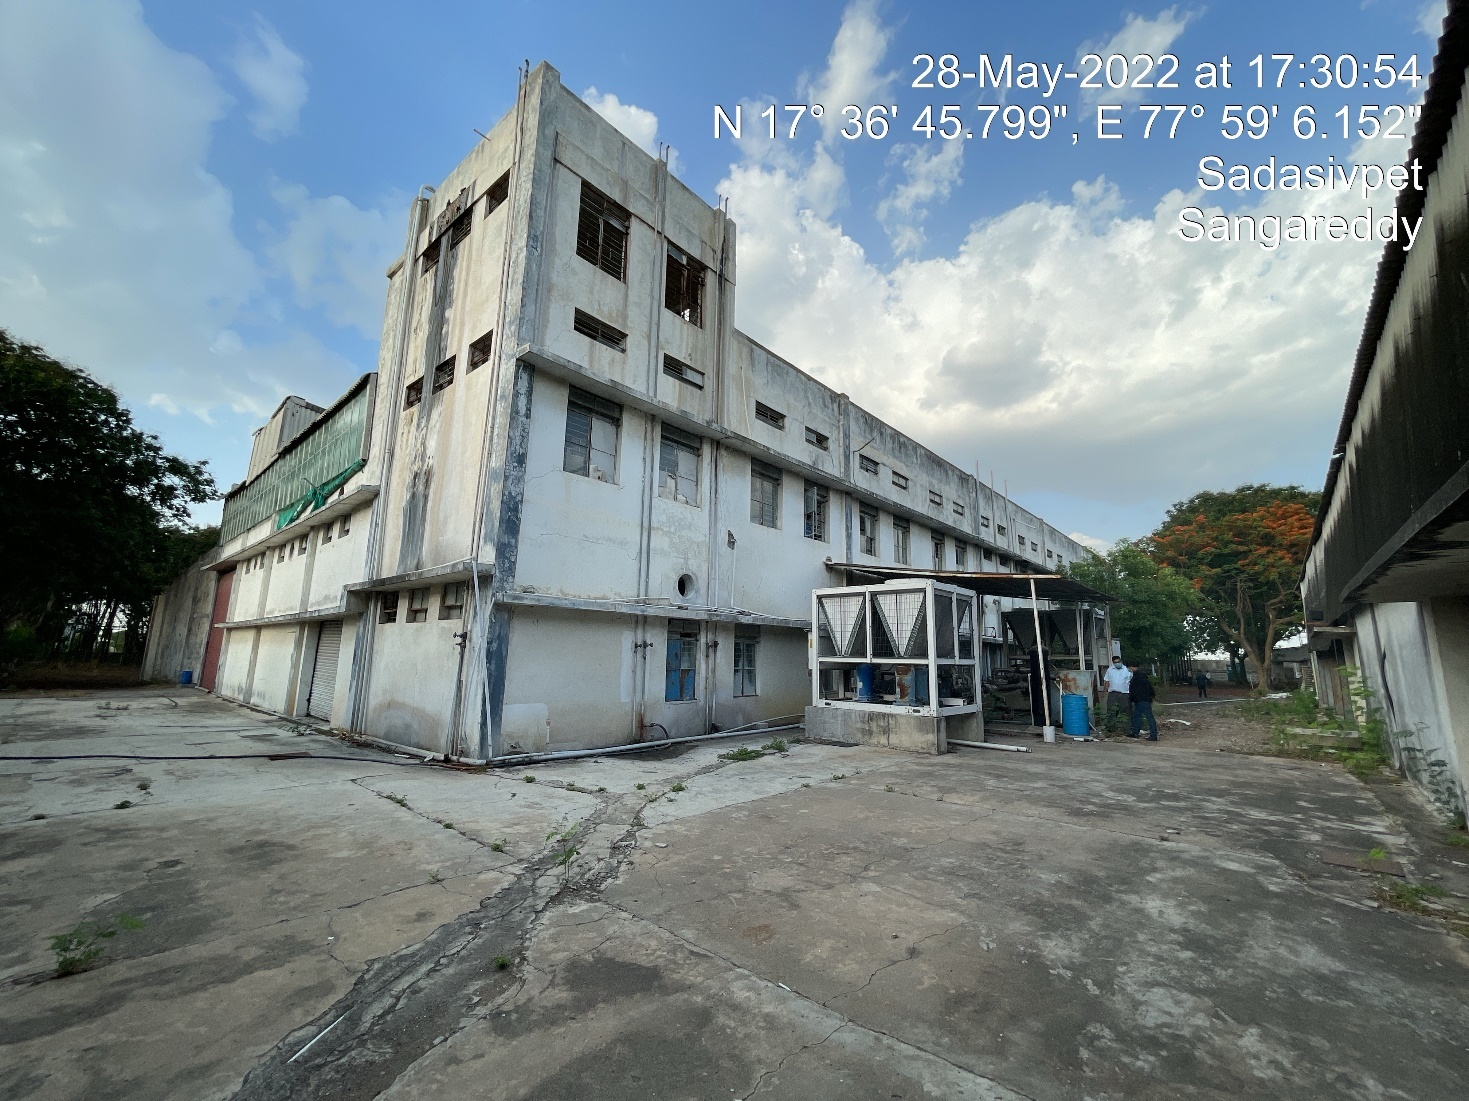 28-May-2022 at 17:30:54
N 17° 36' 45.799", E 77° 59' 6.152"
Sadasivpet
Sangareddy